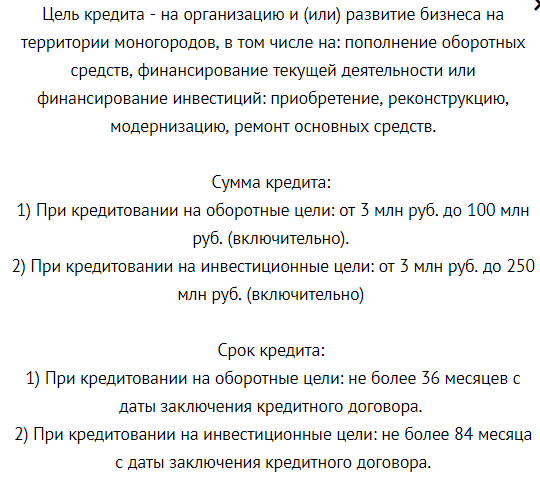 Цель кредита - на организацию и (или) развитие бизнеса на
территории моногородов, в том числе на: пополнение оборотных
средств, финансирование текущей деятельности или
финансирование инвестиций: приобретение, реконструкцию,
модернизацию, ремонт основных средств.
Сумма кредита:
1) При кредитовании на оборотные цели: от 3 млн руб. до 100 млн
руб. (включительно).
2) При кредитовании на инвестиционные цели: от 3 млн руб. до 250
млн руб. (включительно)
Срок кредита:
1) При кредитовании на оборотные цели: не более 36 месяцев с
даты заключения кредитного договора.
2) При кредитовании на инвестиционные цели: не более 84 месяца
с даты заключения кредитного договора.